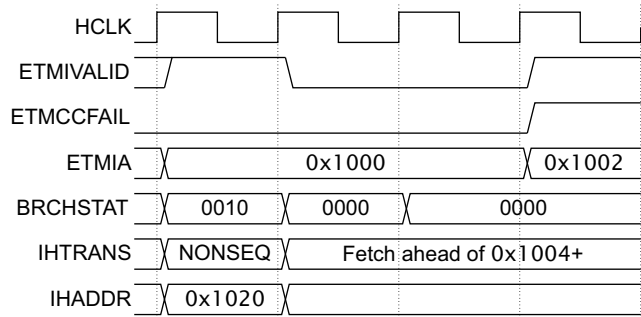 HCLK
ETMIVALID
ETMCCFAIL
ETMIA 0x1000 0x1002
BRCHSTAT 0010 0000 0000
IHTRANS NONSEQ Fetch ahead of 0x1004+
IHADDR 0x1020